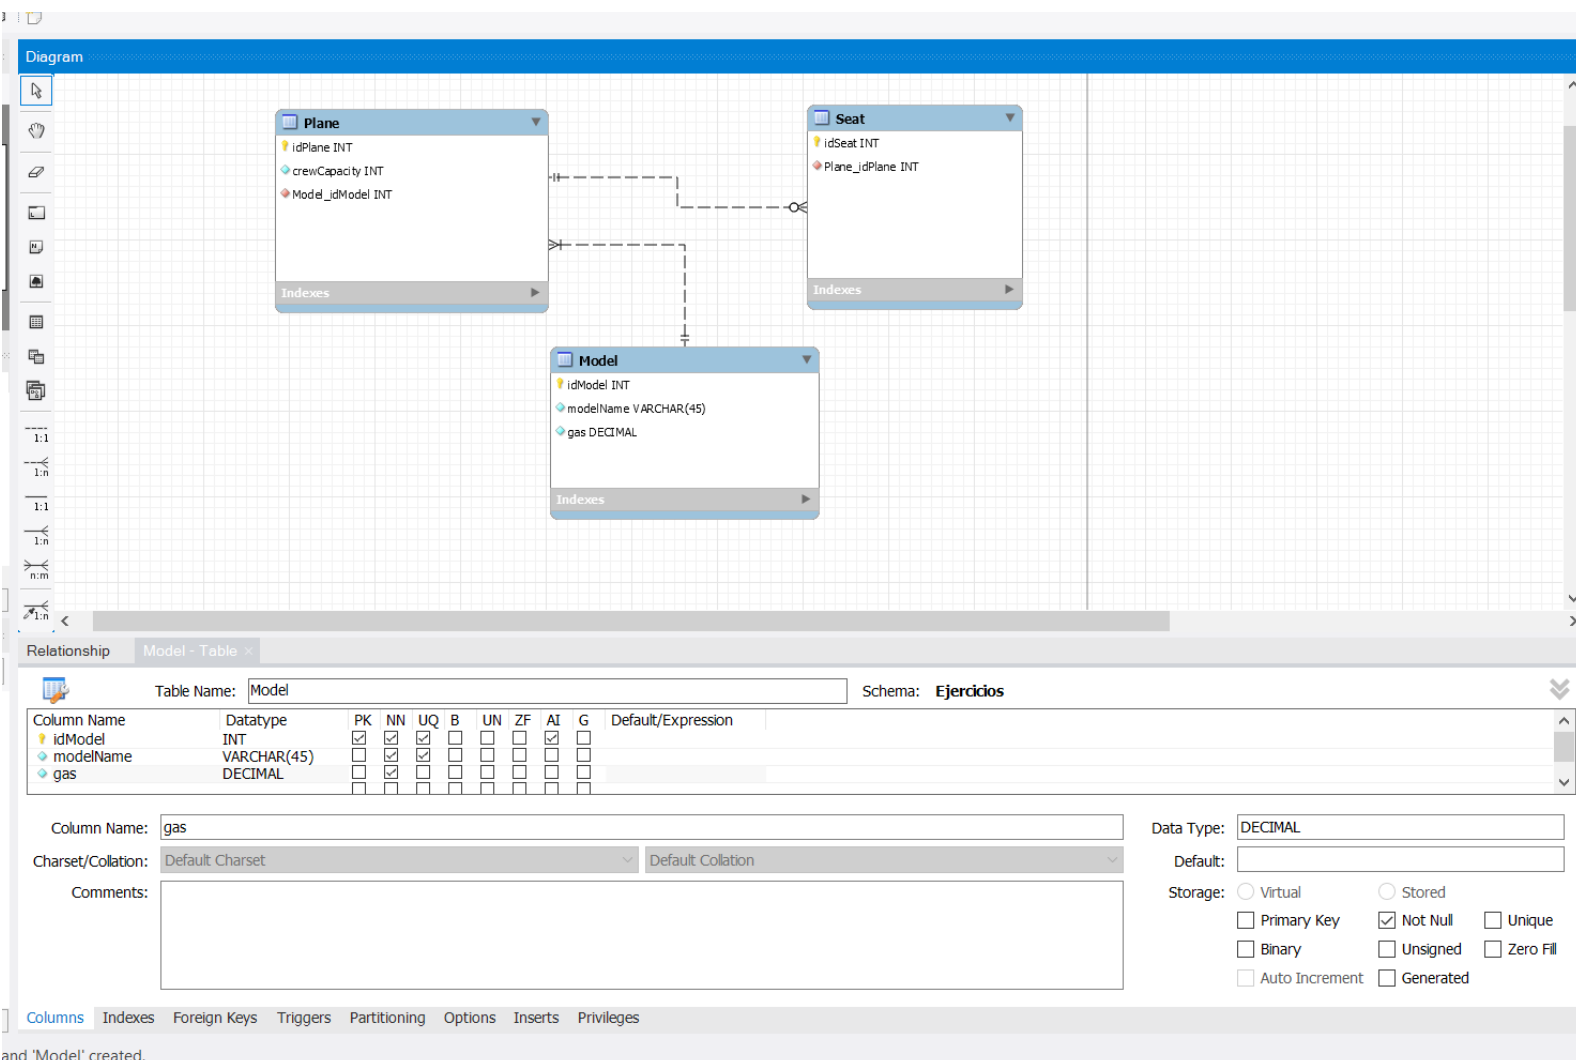 Diagram
Plane
idPlane INT
crewCapacity INT
Model_idModel INT
Indexes
Seat
idSeat INT
Plane_idPlane INT
Indexes
Model
idModel INT
modelName VARCHAR(45)
gas DECIMAL
Indexes
1:1
1:n
1:1
1:n
n:m
1:n
Relationship Model - Table
Table Name: Model Schema: Ejercicios
Column Name Datatype PK NN UQ B UN ZF AI G Default/Expression
idModel INT
modelName VARCHAR(45)
gas DECIMAL
Column Name: gas Data Type: DECIMAL
Charset/Collation: Default Charset Default Collation Default:
Comments: Storage: Virtual Stored
Primary Key Not Null Unique
Binary Unsigned Zero Fill
Auto Increment Generated
Columns Indexes Foreign Keys Triggers Partitioning Options Inserts Privileges
and 'Model' created.